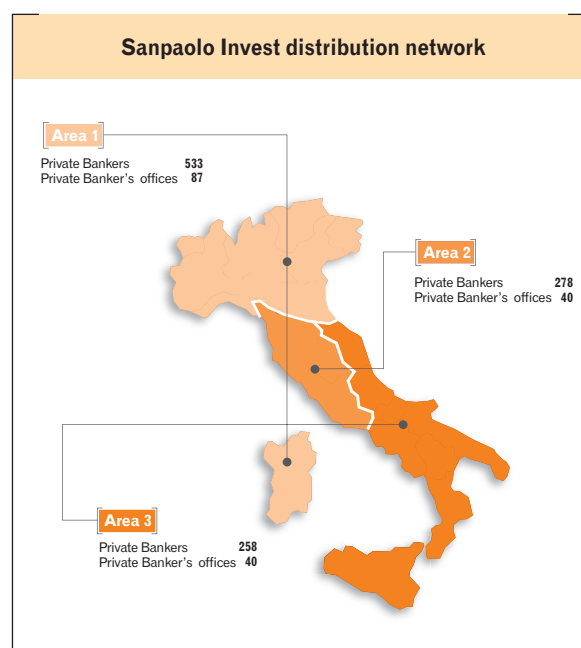 Sanpaolo Invest distribution network
Area 1
Private Bankers 533
Private Banker's offices 87
Area 2
Private Bankers 278
Private Banker's offices 40
Area 3
Private Bankers 258
Private Banker's offices 40